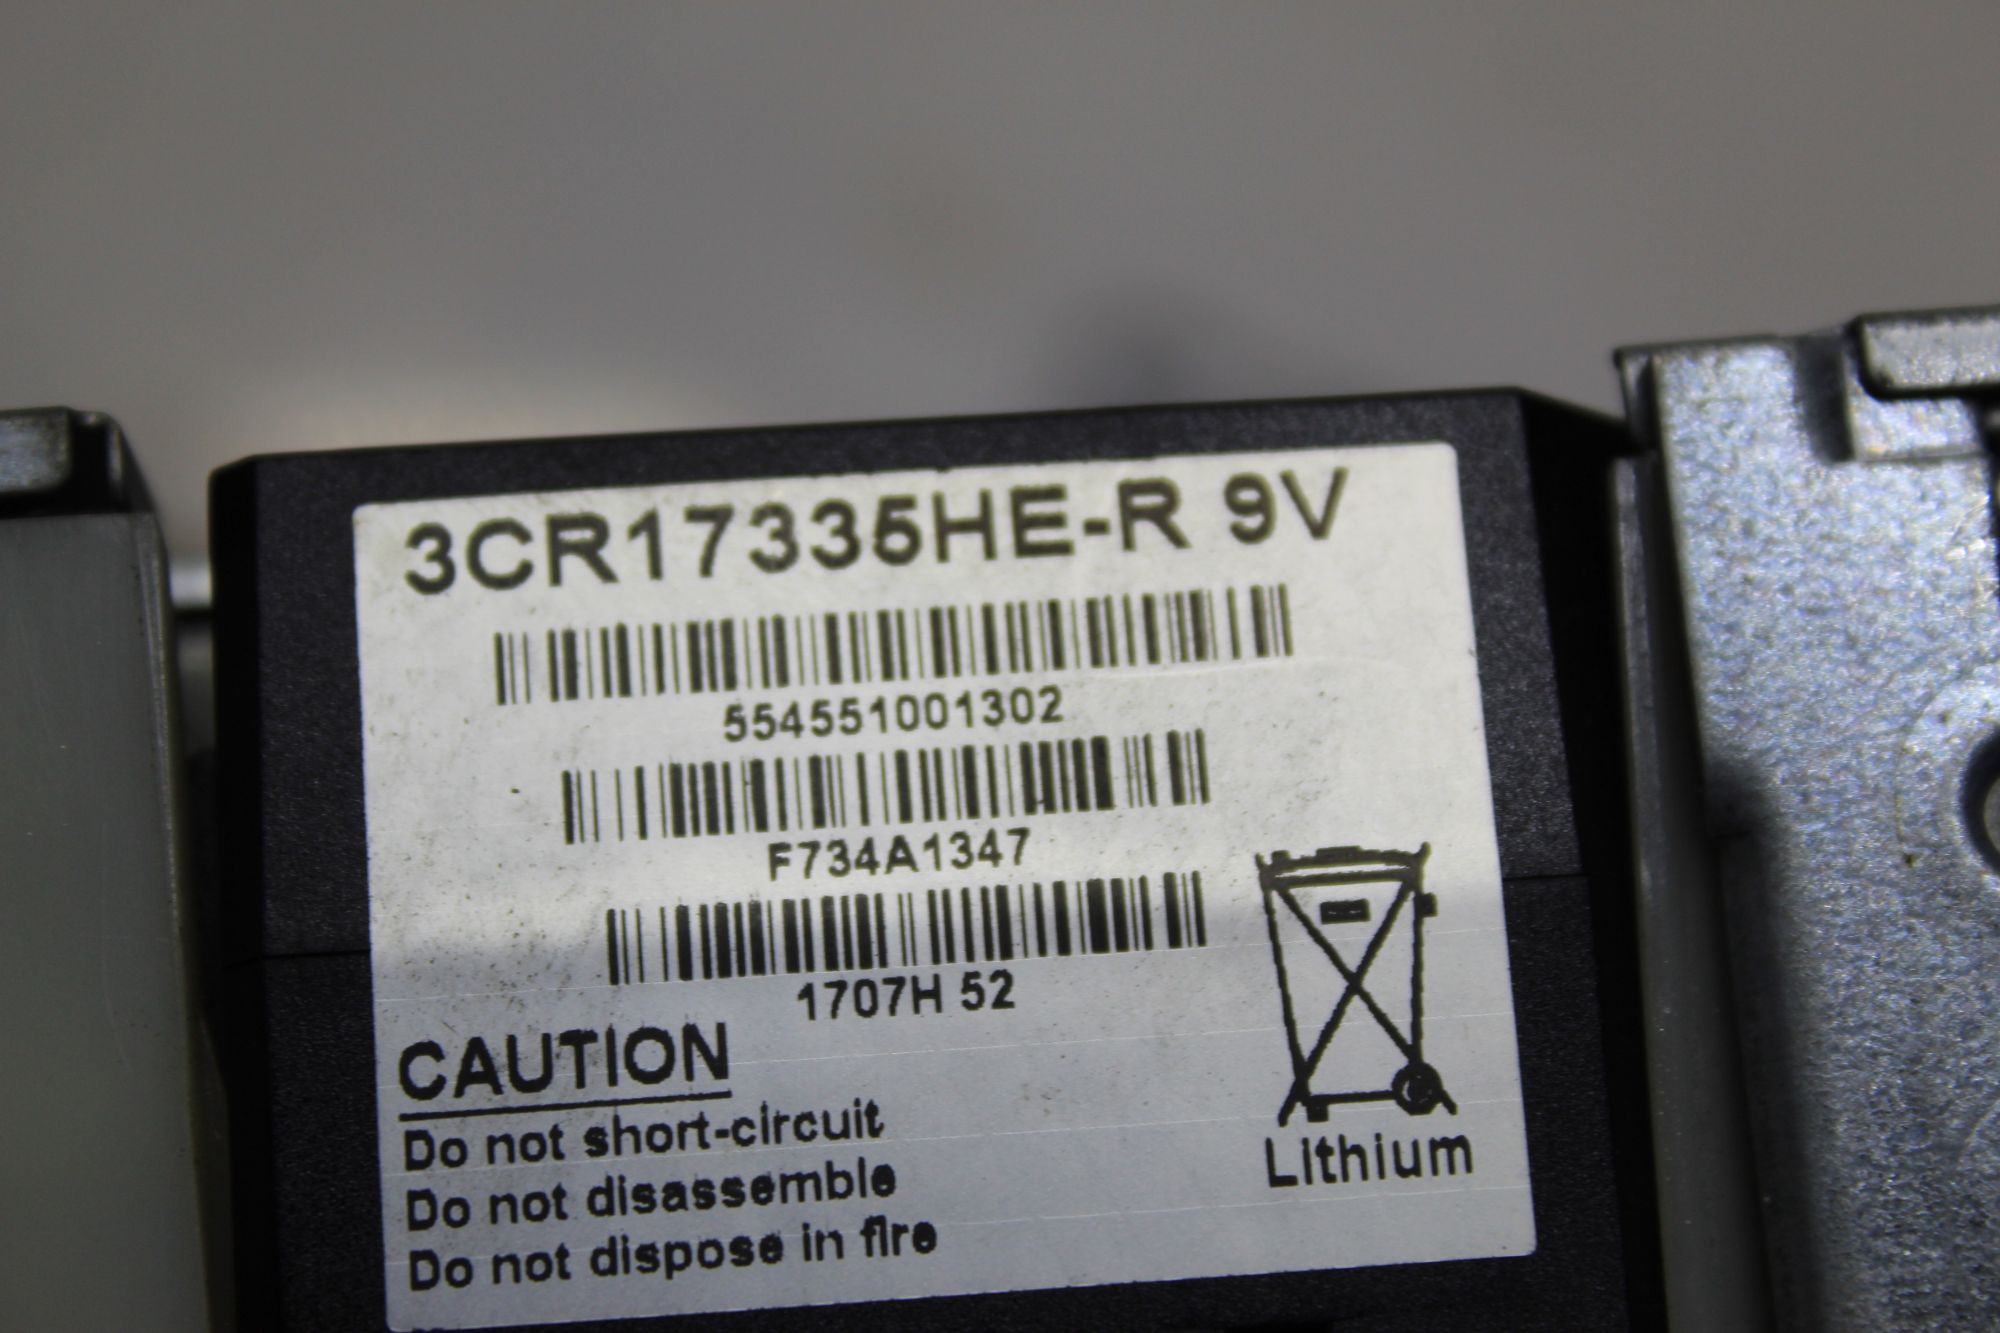 3CR17335HE-R 9V
554551001302
F734A1347
1707H 52
CAUTION
Do not short-circuit
Do not disassemble
Do not dispose in fire
Lithium